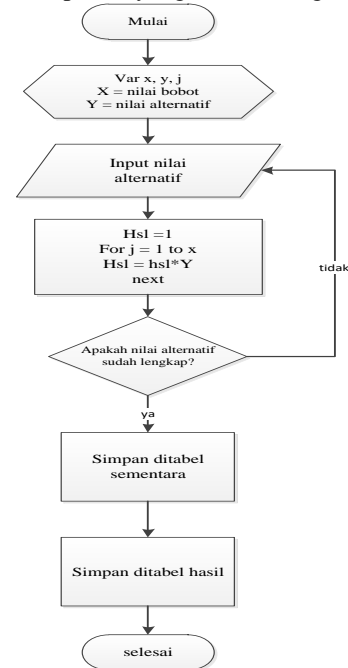 Mulai
Var x, y, j
X = nilai bobot
Y = nilai alternatif
Input nilai
alternatif
Hsl =1
For j = 1 to x
Hsl = hsl*Y
next
tidak
Apakah nilai alternatif
sudah lengkap?
ya
Simpan ditabel
sementara
Simpan ditabel hasil
selesai